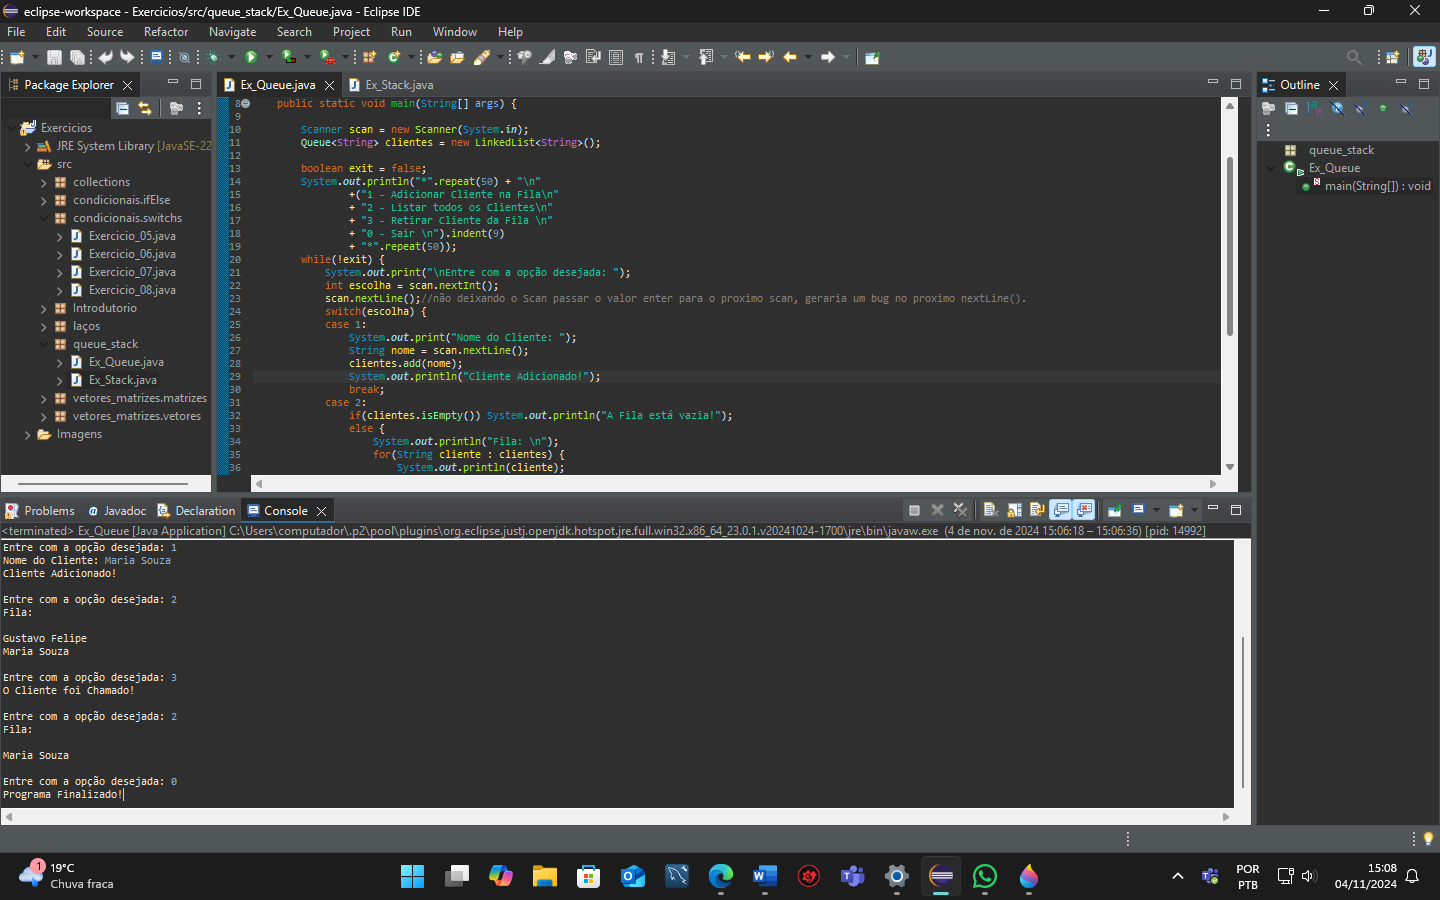 eclipse-workspace - Exercicios/src/queue_stack/Ex_Queue.java - Eclipse IDE
File Edit Source Refactor Navigate Search Project Run Window Help
Package Explorer
Exercicios
JRE System Library [JavaSE-22
src
collections
condicionais.ifElse
condicionais.switchs
Exercicio_05.java
Exercicio_06.java
Exercicio_07.java
Exercicio_08.java
Introdutorio
laços
queue_stack
Ex_Queue.java
Ex_Stack.java
vetores_matrizes.matrizes
vetores_matrizes.vetores
Imagens
Ex_Queue.java Ex_Stack.java
8 public static void main(String[] args) {
9
10 Scanner scan = new Scanner(System.in);
11 Queue<String> clientes = new LinkedList<String>();
12
13 boolean exit = false;
14 System.out.println("*".repeat(50) + "\n"
15 +("1 - Adicionar Cliente na Fila\n"
16 + "2 - Listar todos os Clientes\n"
17 + "3 - Retirar Cliente da Fila \n"
18 + "0 - Sair \n").indent(9)
19 + "*".repeat(50));
20 while(!exit) {
21 System.out.print("\nEntre com a opção desejada: ");
22 int escolha = scan.nextInt();
23 scan.nextLine();//não deixando o Scan passar o valor enter para o proximo scan, geraria um bug no proximo nextLine().
24 switch(escolha) {
25 case 1:
26 System.out.print("Nome do Cliente: ");
27 String nome = scan.nextLine();
28 clientes.add(nome);
29 System.out.println("Cliente Adicionado!");
30 break;
31 case 2:
32 if(clientes.isEmpty()) System.out.println("A Fila está vazia!");
33 else {
34 System.out.println("Fila: \n");
35 for(String cliente : clientes) {
36 System.out.println(cliente);
Outline
queue_stack
Ex_Queue
main(String[]) : void
Problems Javadoc Declaration Console
<terminated> Ex_Queue [Java Application] C:\Users\computador\.p2\pool\plugins\org.eclipse.justj.openjdk.hotspot.jre.full.win32.x86_64_23.0.1.v20241024-1700\jre\bin\javaw.exe (4 de nov. de 2024 15:06:18 – 15:06:36) [pid: 14992]
Entre com a opção desejada: 1
Nome do Cliente: Maria Souza
Cliente Adicionado!
Entre com a opção desejada: 2
Fila:
Gustavo Felipe
Maria Souza
Entre com a opção desejada: 3
O Cliente foi Chamado!
Entre com a opção desejada: 2
Fila:
Maria Souza
Entre com a opção desejada: 0
Programa Finalizado!
1
19°C
Chuva fraca
POR
PTB
15:08
04/11/2024